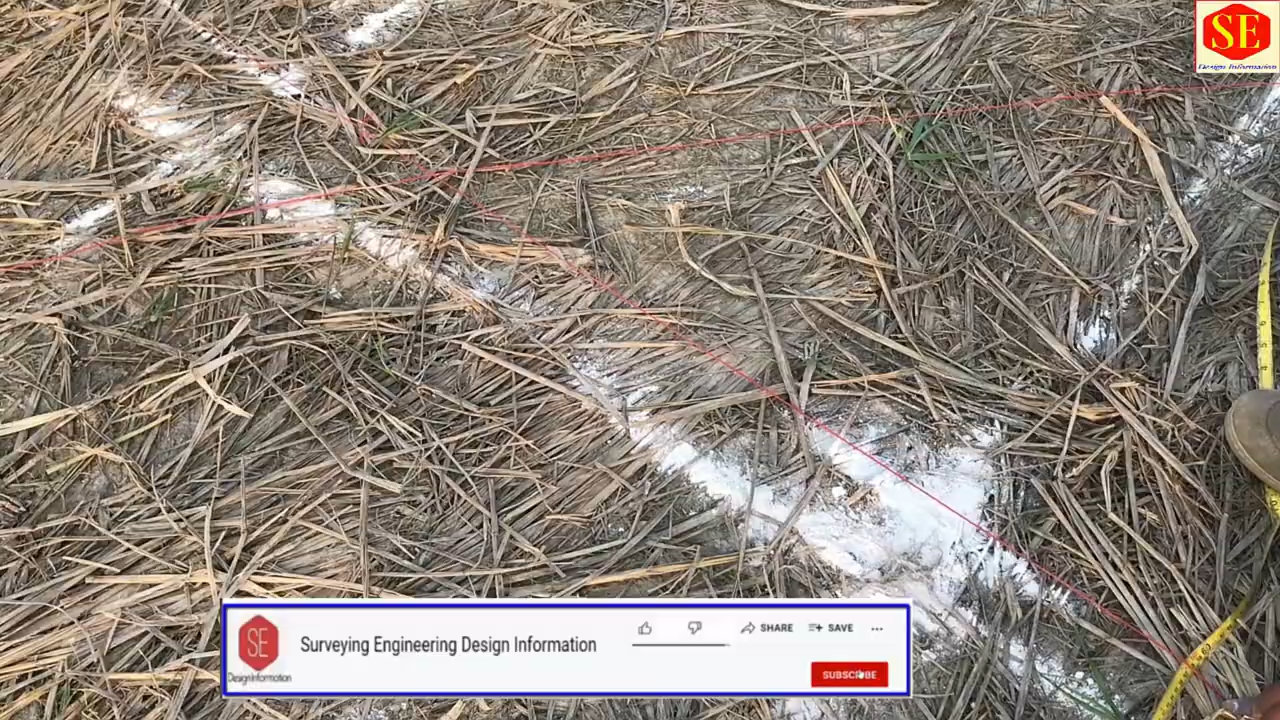 SE
Design Information
SE
Design Information
Surveying Engineering Design Information
SHARE
SAVE
SUBSCRIBE